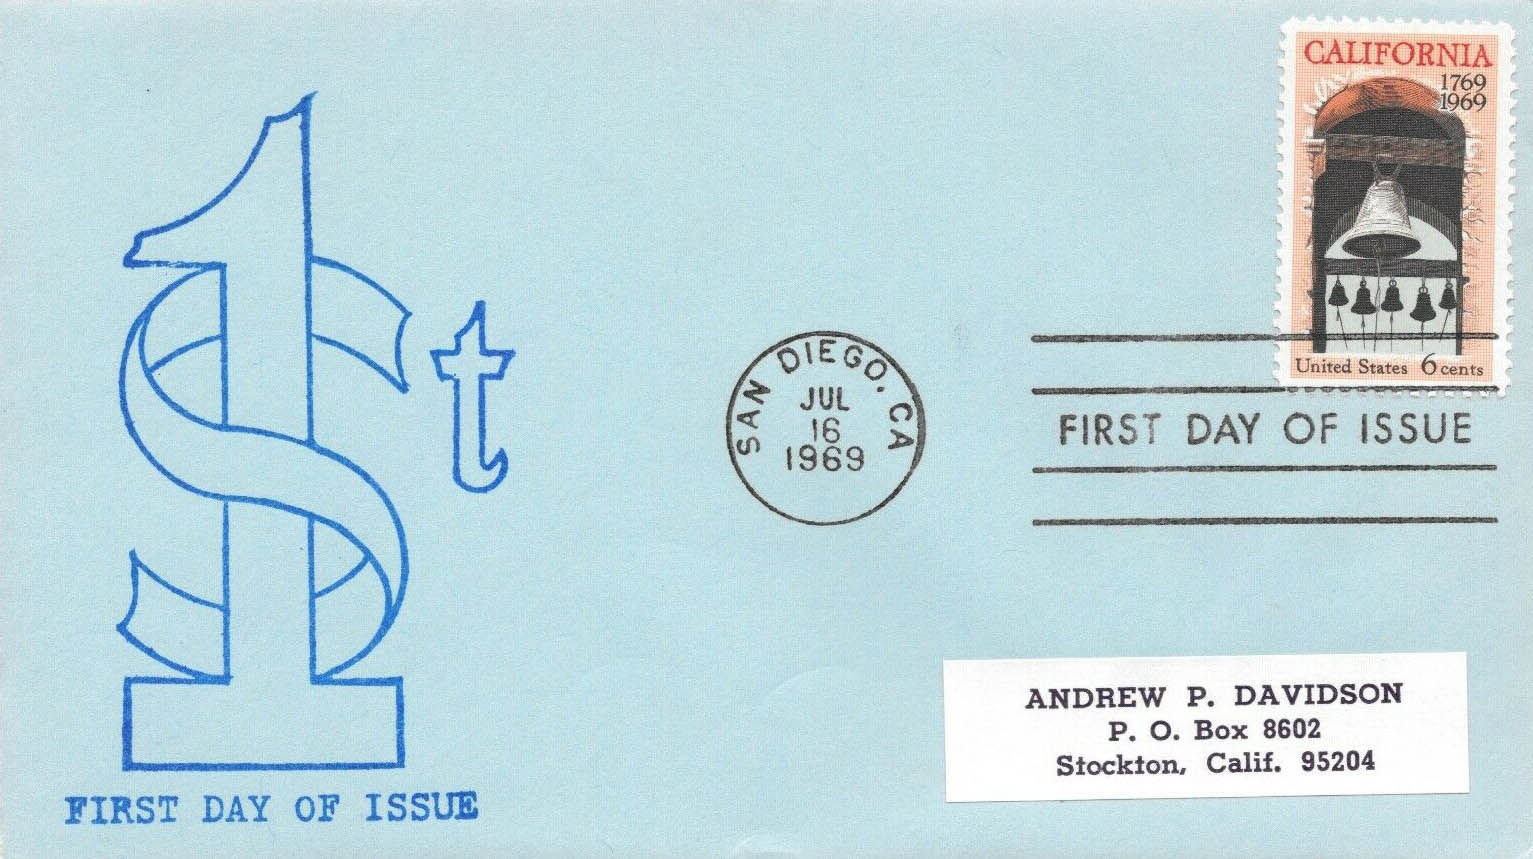 CALIFORNIA
1769
1969
United States 6 cents
1st
SAN DIEGO, CA
JUL
16
1969
FIRST DAY OF ISSUE
ANDREW P. DAVIDSON
P. O. Box 8602
Stockton, Calif. 95204
FIRST DAY OF ISSUE